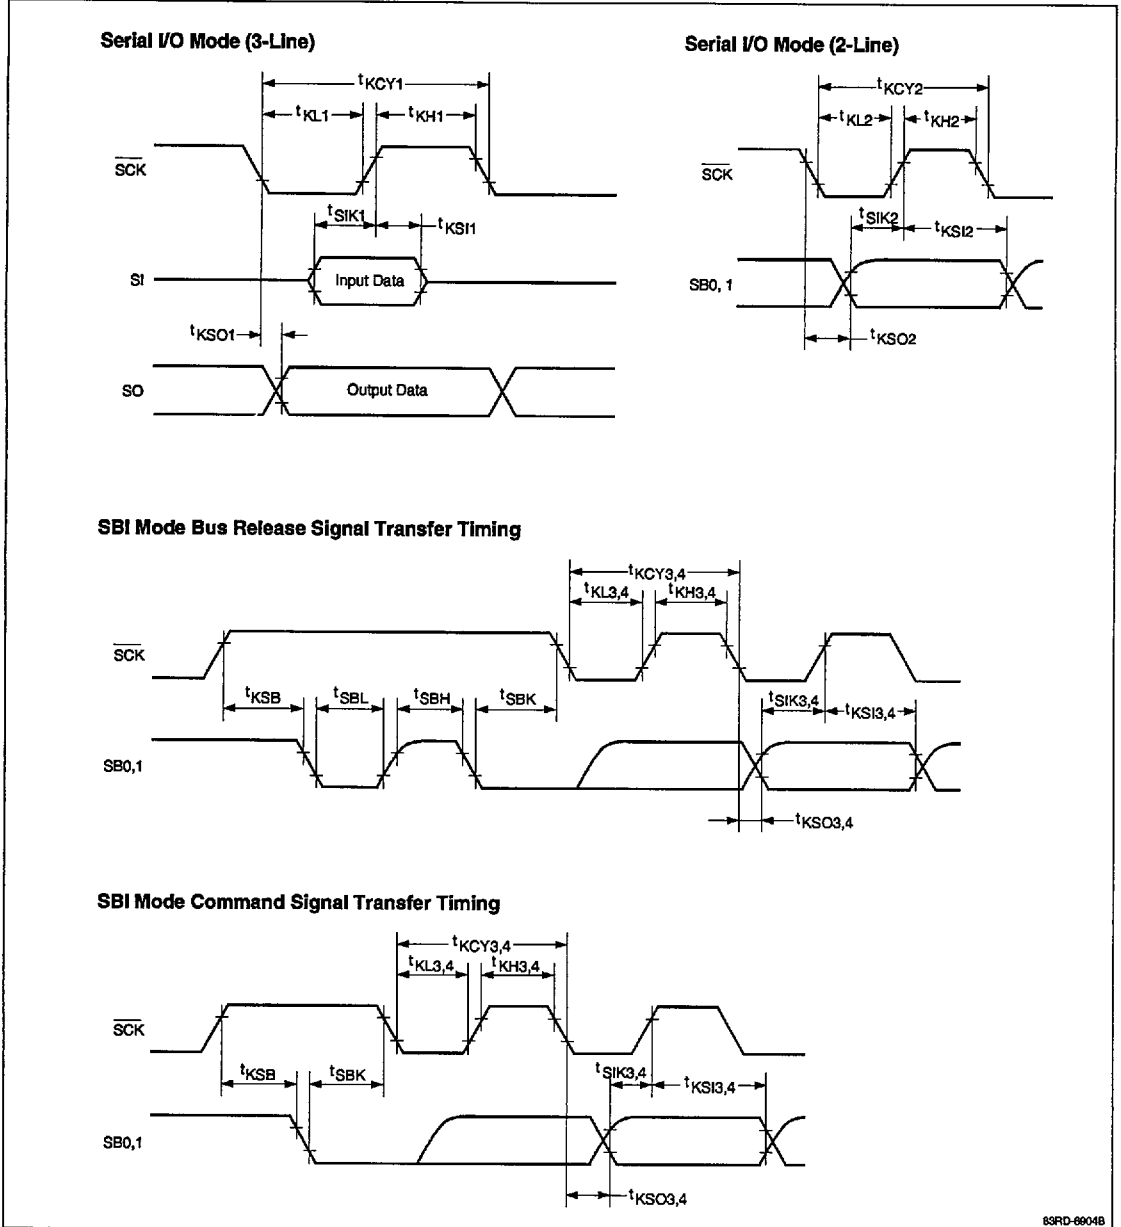 Serial I/O Mode (3-Line)
tKCY1
tKL1
tKH1
SCK
tSIK1
tKSI1
SI
Input Data
tKSO1
SO
Output Data
Serial I/O Mode (2-Line)
tKCY2
tKL2
tKH2
SCK
tSIK2
tKSI2
SB0, 1
tKSO2
SBI Mode Bus Release Signal Transfer Timing
tKCY3,4
tKL3,4
tKH3,4
SCK
tKSB
tSBL
tSBH
tSBK
tSIK3,4
tKSI3,4
SB0,1
tKSO3,4
SBI Mode Command Signal Transfer Timing
tKCY3,4
tKL3,4
tKH3,4
SCK
tKSB
tSBK
tSIK3,4
tKSI3,4
SB0,1
tKSO3,4
83RD-6904B